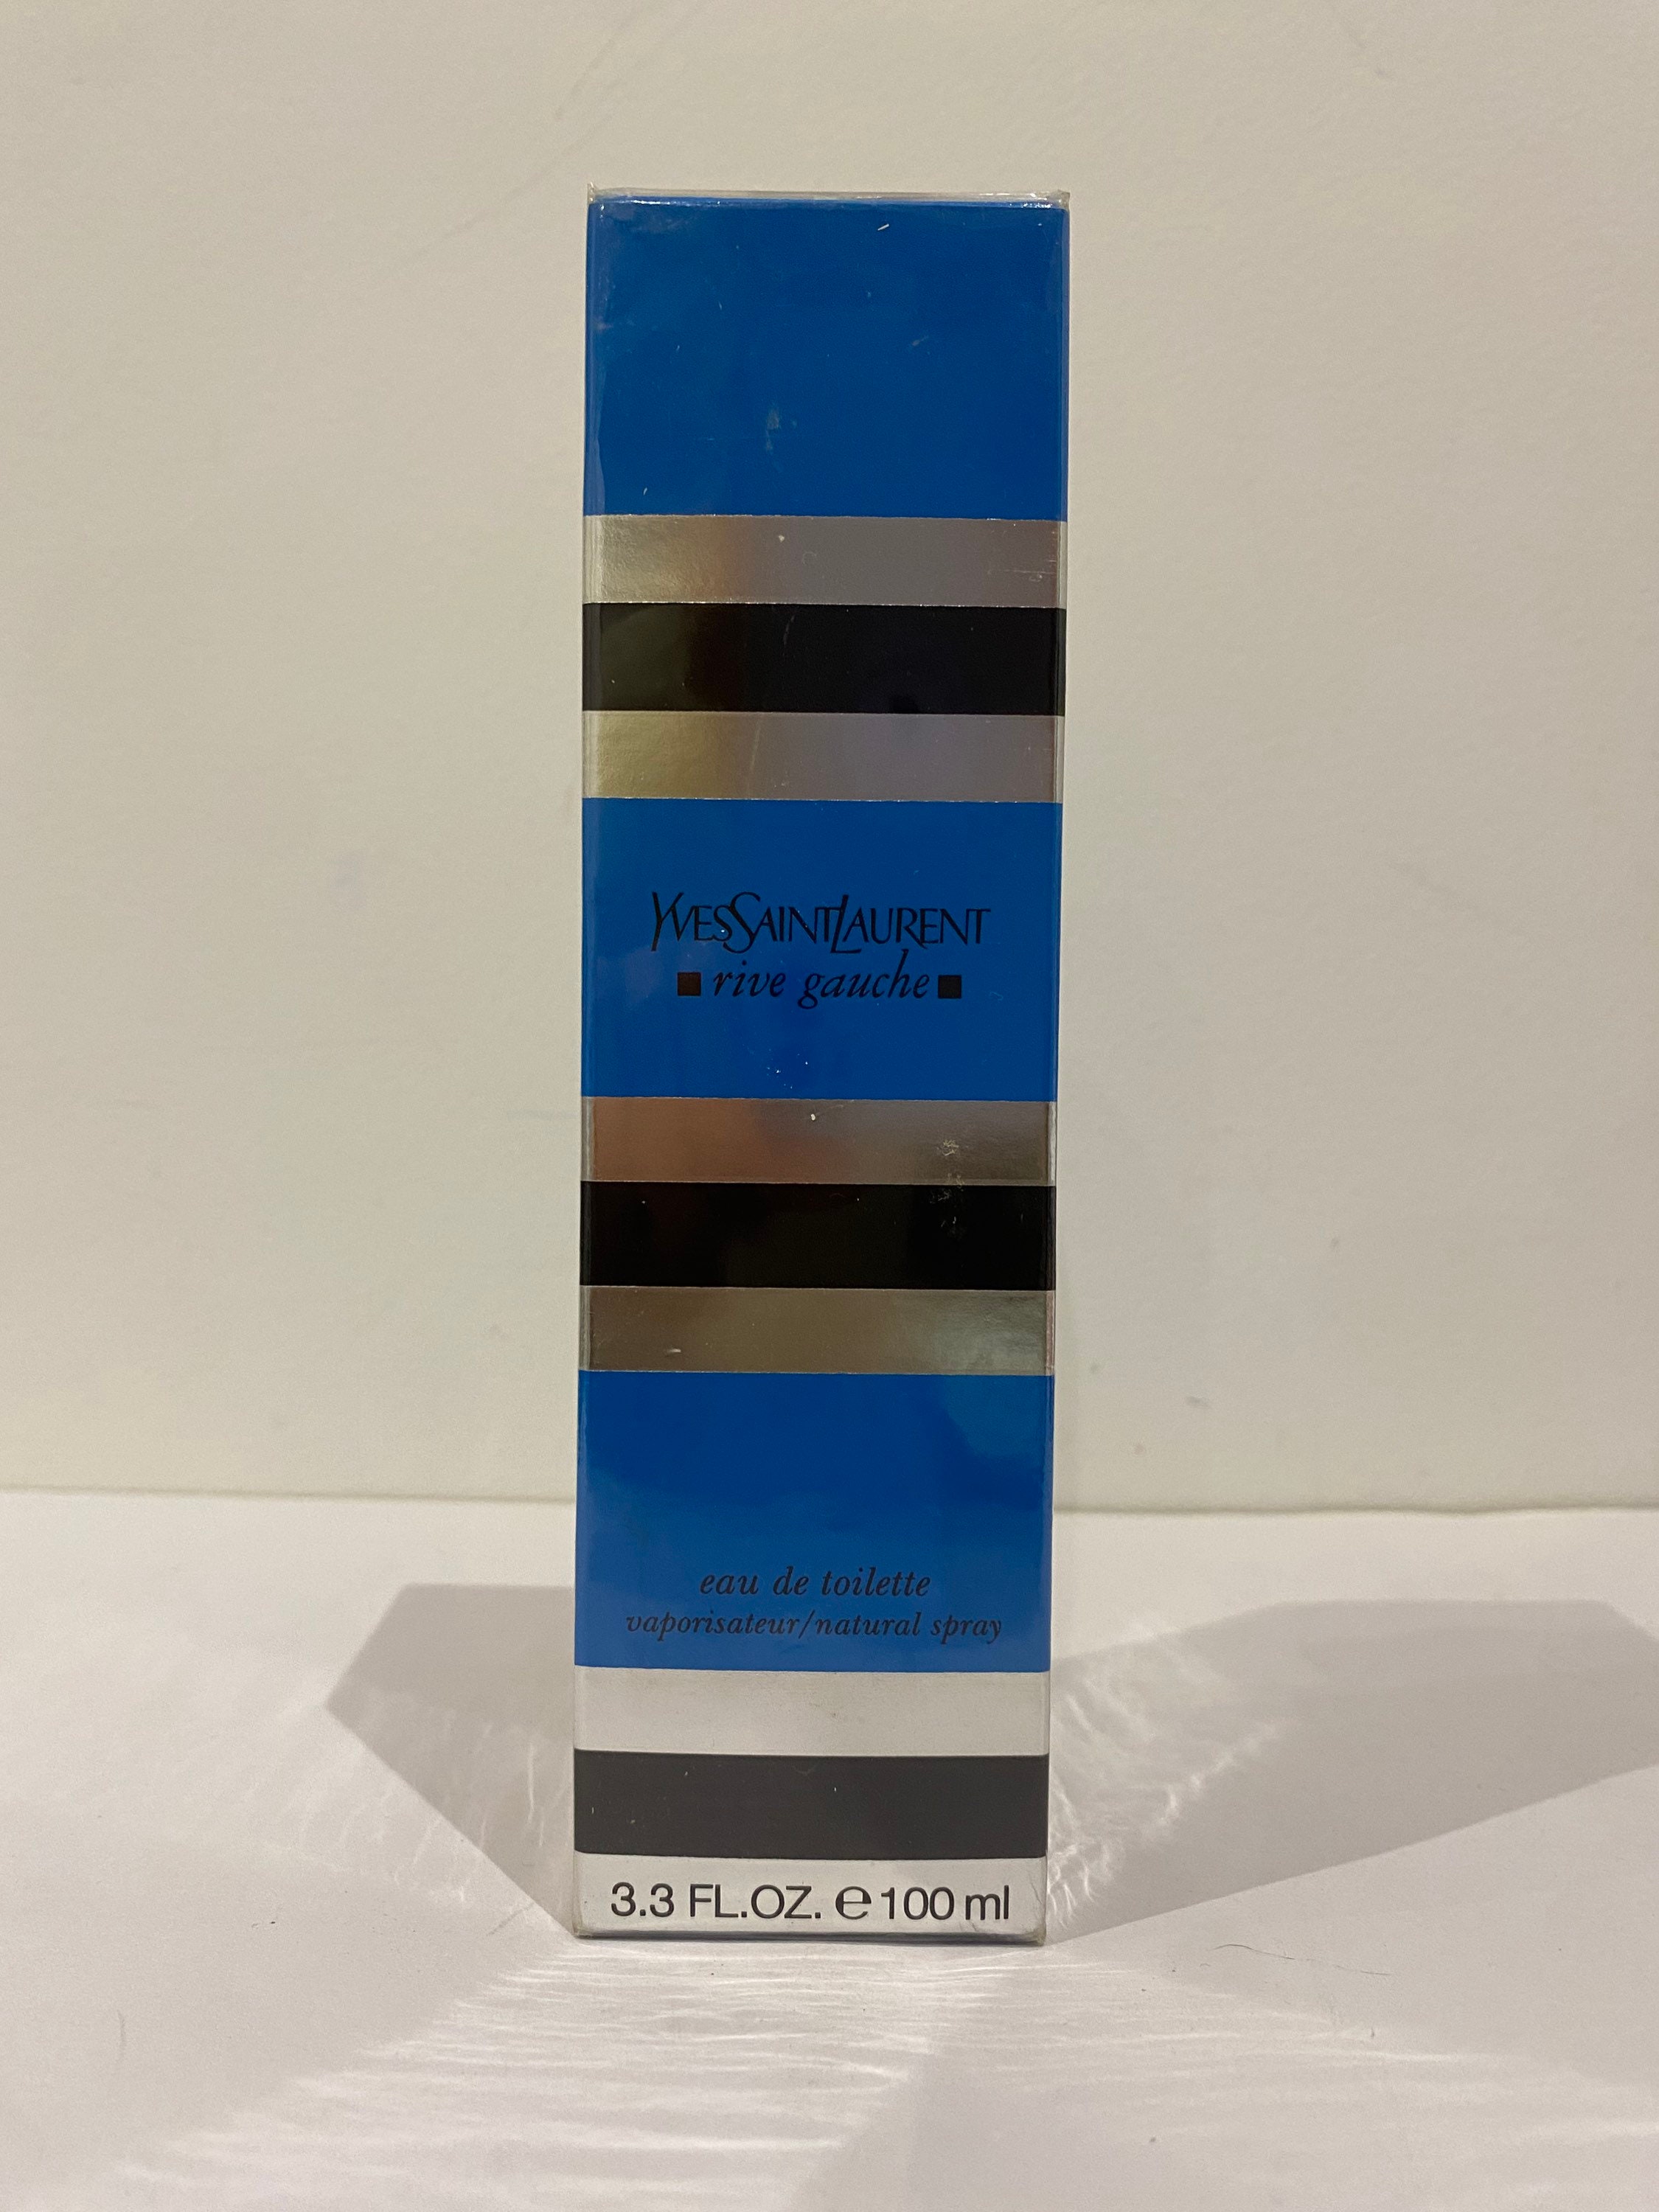 YVESSAINTLAURENT
rive gauche
eau de toilette
vaporisateur/natural spray
3.3 FL.OZ. ℮ 100 ml